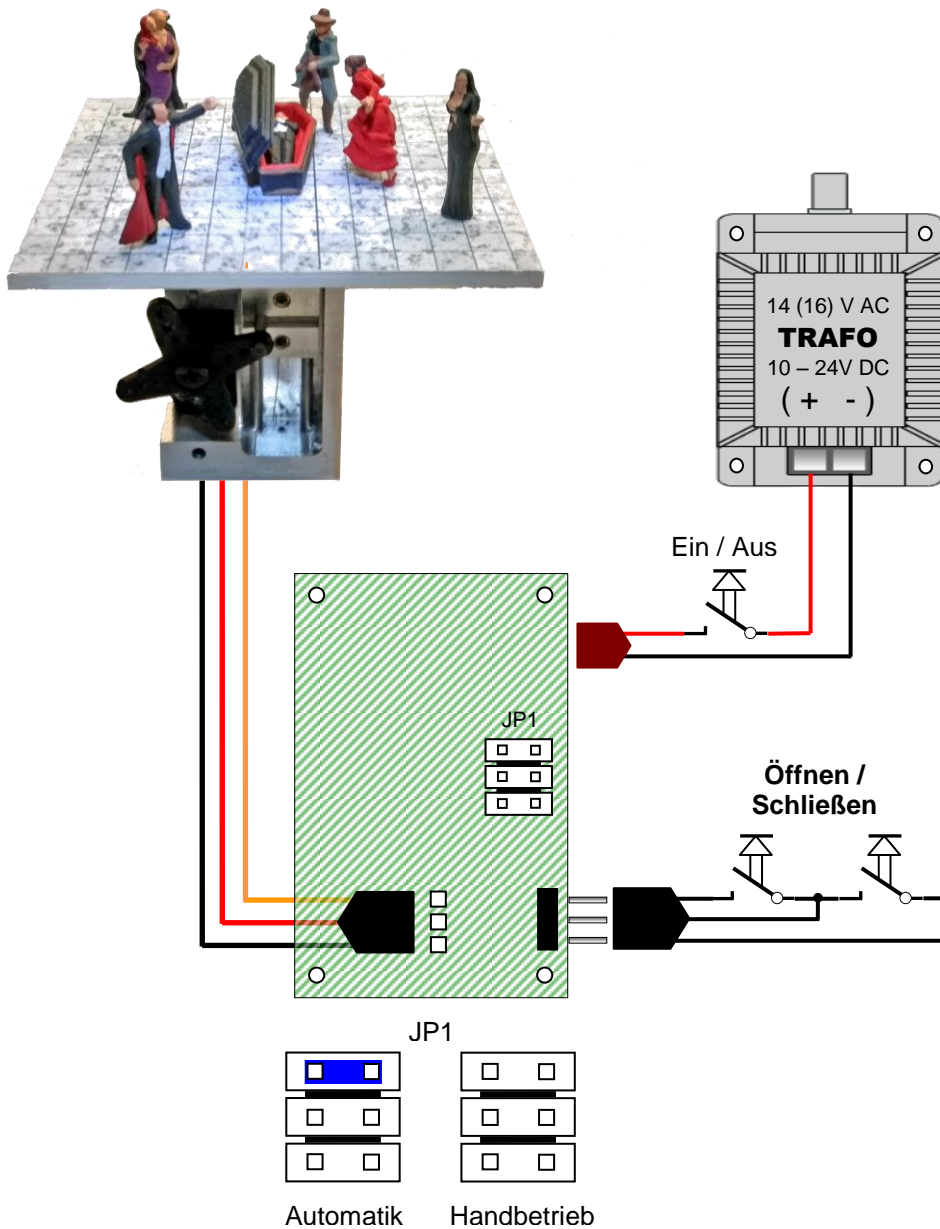 14 (16) V AC
TRAFO
10 – 24V DC
( + - )
Ein / Aus
JP1
Öffnen /
Schließen
JP1
Automatik Handbetrieb